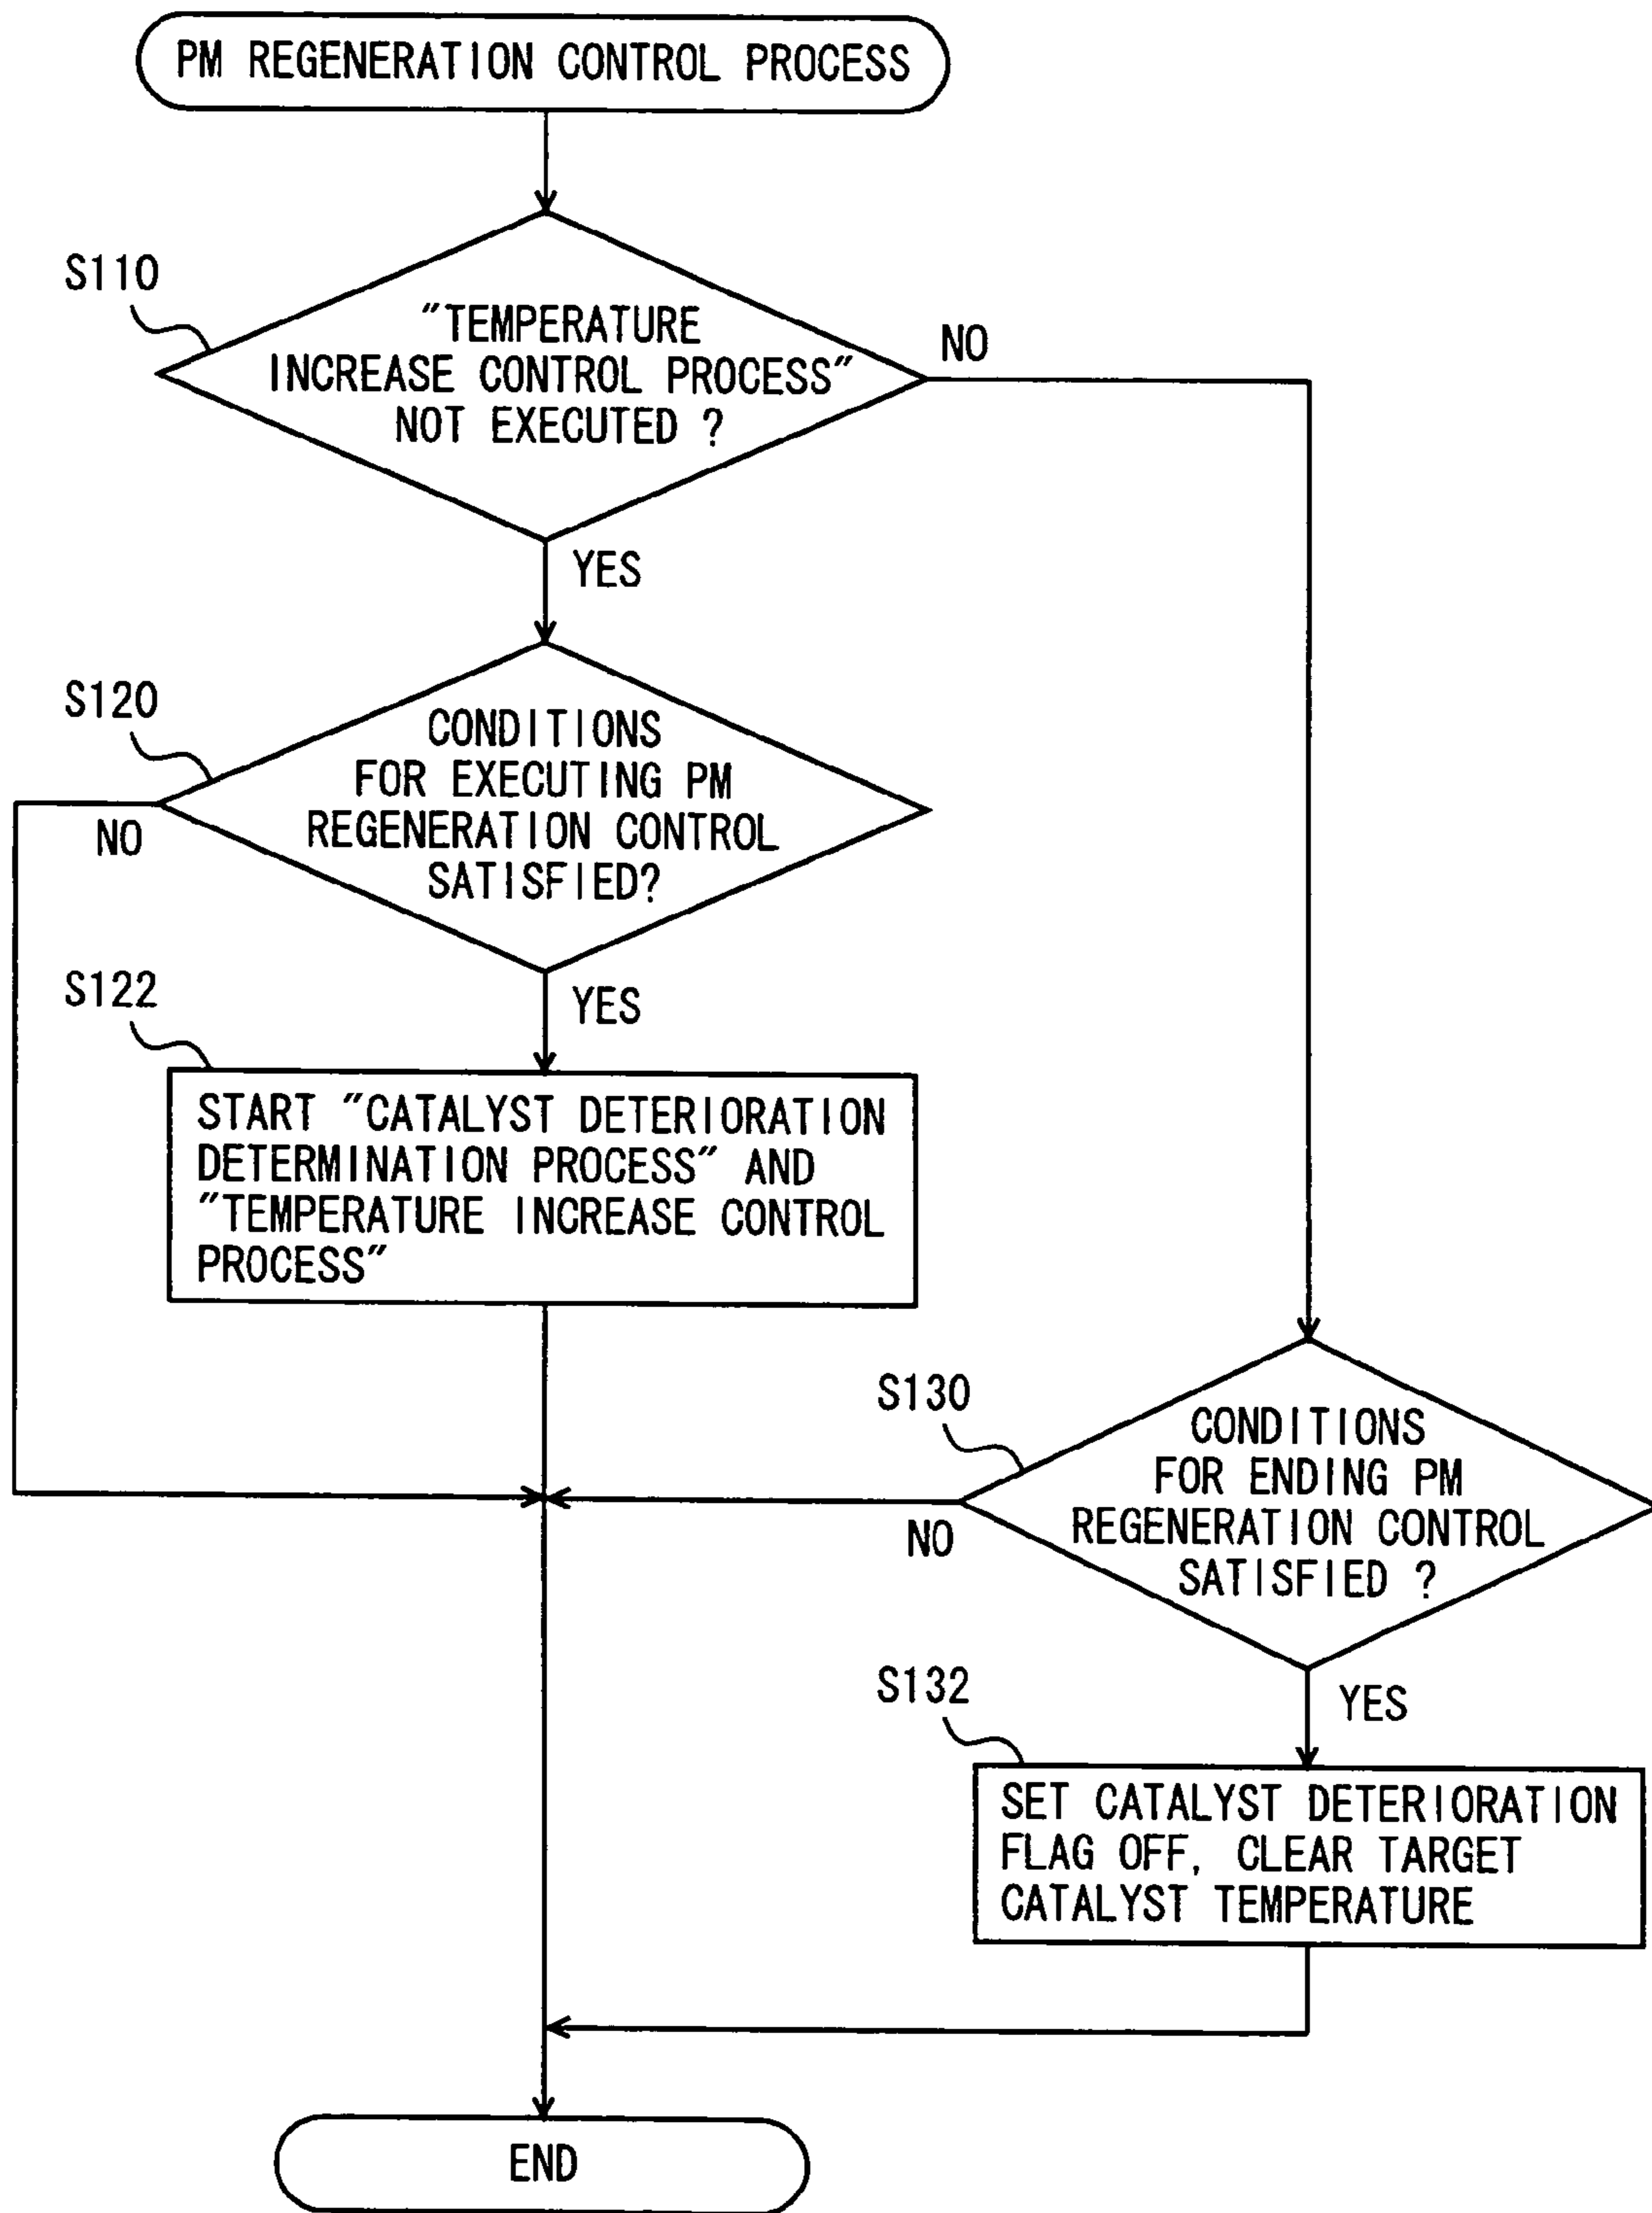 PM REGENERATION CONTROL PROCESS
S110
"TEMPERATURE
INCREASE CONTROL PROCESS"
NOT EXECUTED ?
NO
YES
S120
CONDITIONS
FOR EXECUTING PM
REGENERATION CONTROL
SATISFIED?
NO
YES
S122
START "CATALYST DETERIORATION
DETERMINATION PROCESS" AND
"TEMPERATURE INCREASE CONTROL
PROCESS"
S130
CONDITIONS
FOR ENDING PM
REGENERATION CONTROL
SATISFIED ?
NO
YES
S132
SET CATALYST DETERIORATION
FLAG OFF, CLEAR TARGET
CATALYST TEMPERATURE
END